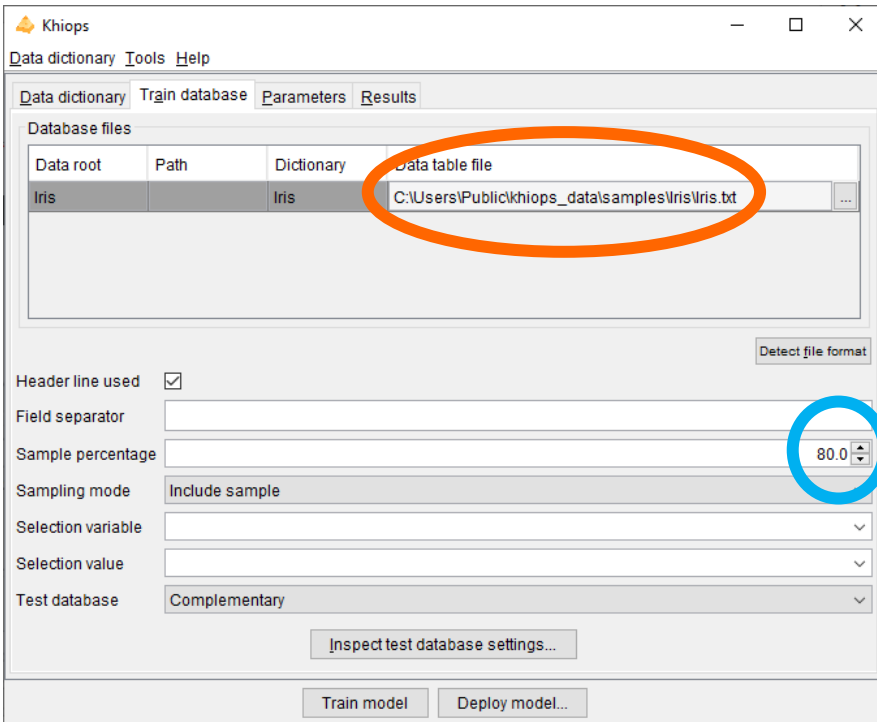 Khiops
Data dictionary Tools Help
Data dictionary Train database Parameters Results
Database files
Data root Path Dictionary Data table file
Iris Iris C:\Users\Public\khiops_data\samples\Iris\Iris.txt ...
Detect file format
Header line used
Field separator
Sample percentage 80.0
Sampling mode Include sample
Selection variable
Selection value
Test database Complementary
Inspect test database settings...
Train model Deploy model...